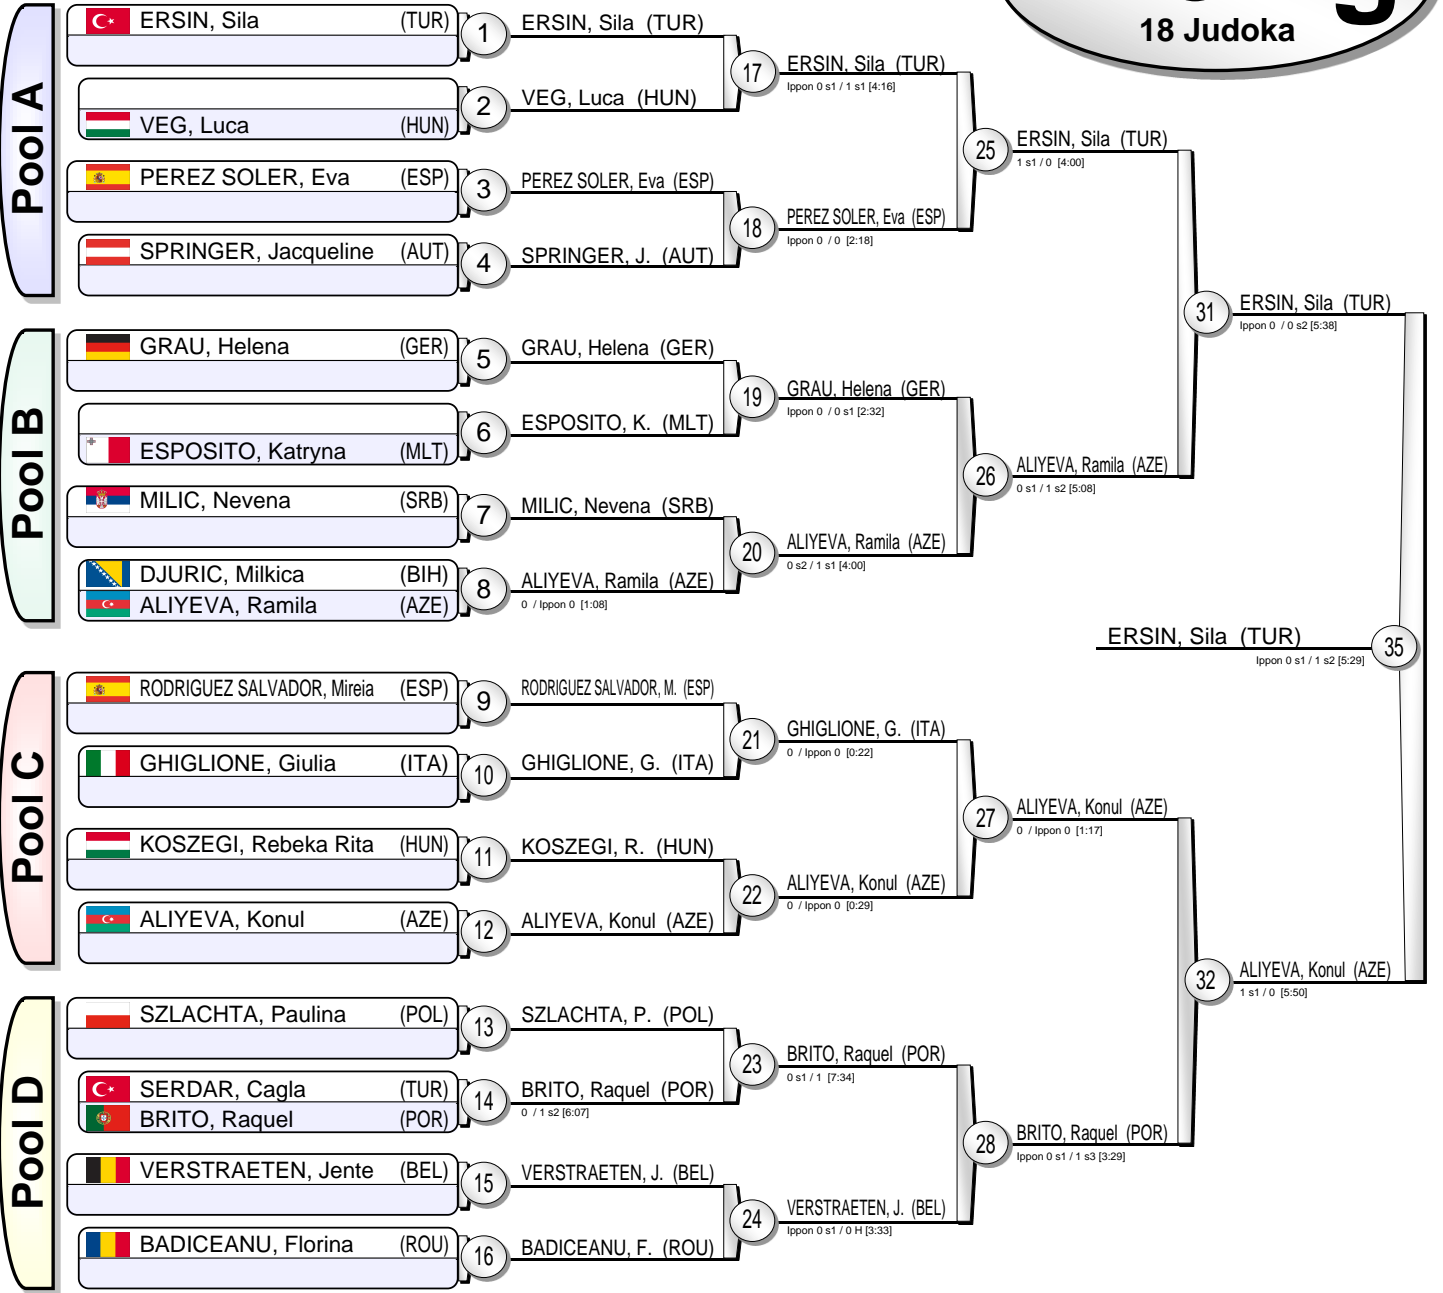 18 Judoka
Pool A
ERSIN, Sila (TUR)
1
ERSIN, Sila (TUR)
VEG, Luca (HUN)
2
VEG, Luca (HUN)
17
ERSIN, Sila (TUR)
Ippon 0 s1 / 1 s1 [4:16]
PEREZ SOLER, Eva (ESP)
3
PEREZ SOLER, Eva (ESP)
SPRINGER, Jacqueline (AUT)
4
SPRINGER, J. (AUT)
18
PEREZ SOLER, Eva (ESP)
Ippon 0 / 0 [2:18]
25
ERSIN, Sila (TUR)
1 s1 / 0 [4:00]
Pool B
GRAU, Helena (GER)
5
GRAU, Helena (GER)
ESPOSITO, Katryna (MLT)
6
ESPOSITO, K. (MLT)
19
GRAU, Helena (GER)
Ippon 0 / 0 s1 [2:32]
MILIC, Nevena (SRB)
7
MILIC, Nevena (SRB)
DJURIC, Milkica (BIH)
ALIYEVA, Ramila (AZE)
8
ALIYEVA, Ramila (AZE)
0 / Ippon 0 [1:08]
20
ALIYEVA, Ramila (AZE)
0 s2 / 1 s1 [4:00]
26
ALIYEVA, Ramila (AZE)
0 s1 / 1 s2 [5:08]
31
ERSIN, Sila (TUR)
Ippon 0 / 0 s2 [5:38]
ERSIN, Sila (TUR)
35
Ippon 0 s1 / 1 s2 [5:29]
Pool C
RODRIGUEZ SALVADOR, Mireia (ESP)
9
RODRIGUEZ SALVADOR, M. (ESP)
GHIGLIONE, Giulia (ITA)
10
GHIGLIONE, G. (ITA)
21
GHIGLIONE, G. (ITA)
0 / Ippon 0 [0:22]
KOSZEGI, Rebeka Rita (HUN)
11
KOSZEGI, R. (HUN)
ALIYEVA, Konul (AZE)
12
ALIYEVA, Konul (AZE)
22
ALIYEVA, Konul (AZE)
0 / Ippon 0 [0:29]
27
ALIYEVA, Konul (AZE)
0 / Ippon 0 [1:17]
Pool D
SZLACHTA, Paulina (POL)
13
SZLACHTA, P. (POL)
SERDAR, Cagla (TUR)
BRITO, Raquel (POR)
14
BRITO, Raquel (POR)
0 / 1 s2 [6:07]
23
BRITO, Raquel (POR)
0 s1 / 1 [7:34]
VERSTRAETEN, Jente (BEL)
15
VERSTRAETEN, J. (BEL)
BADICEANU, Florina (ROU)
16
BADICEANU, F. (ROU)
24
VERSTRAETEN, J. (BEL)
Ippon 0 s1 / 0 H [3:33]
28
BRITO, Raquel (POR)
Ippon 0 s1 / 1 s3 [3:29]
32
ALIYEVA, Konul (AZE)
1 s1 / 0 [5:50]